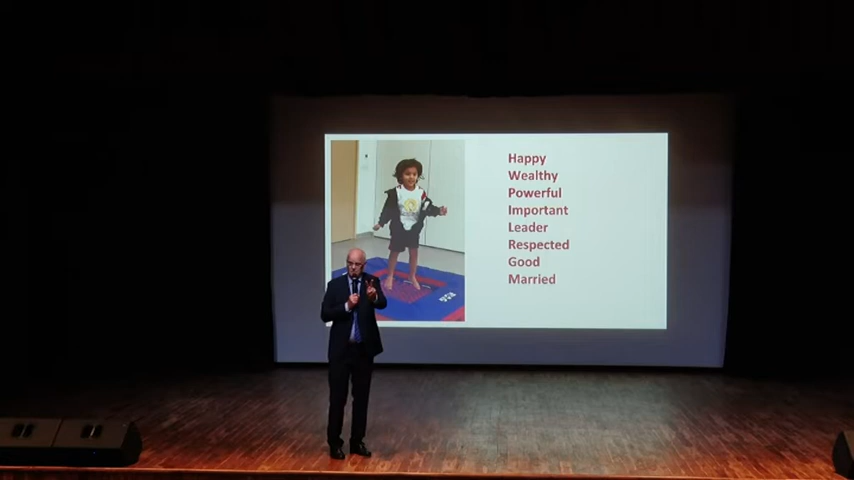 Happy
Wealthy
Powerful
Important
Leader
Respected
Good
Married